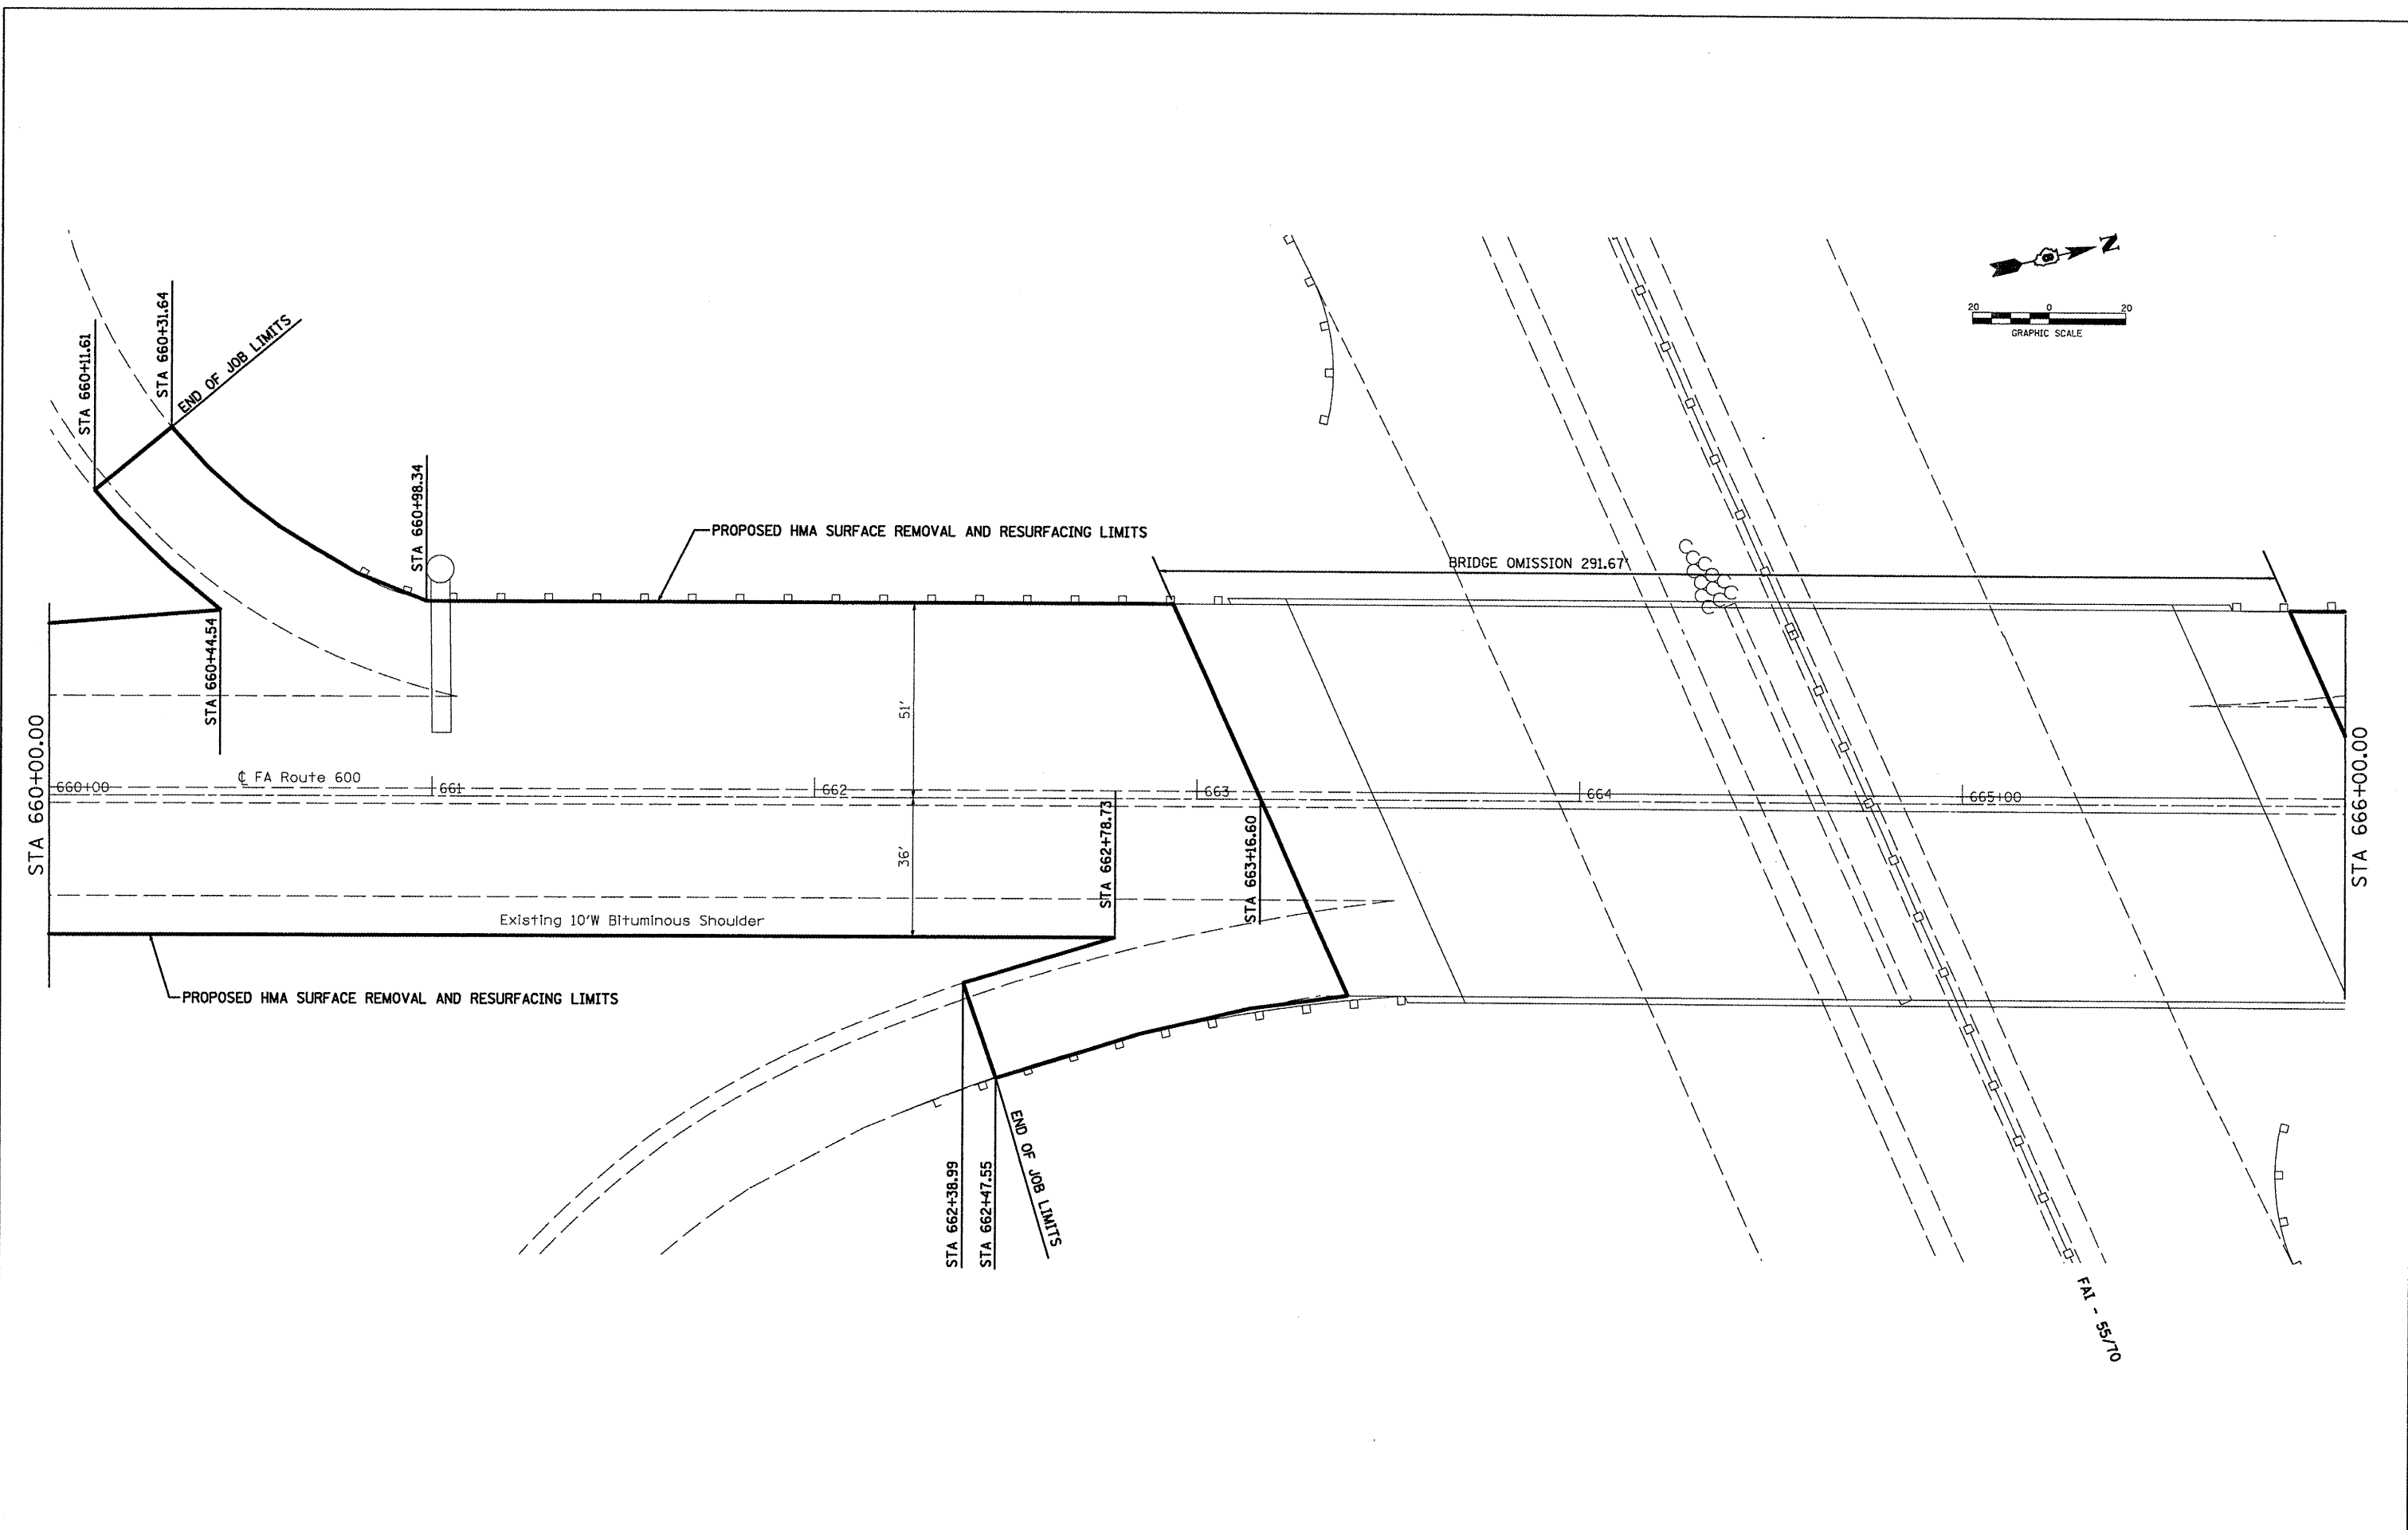 N
20 0 20
GRAPHIC SCALE
STA 660+11.61
STA 660+31.64
END OF JOB LIMITS
STA 660+98.34
PROPOSED HMA SURFACE REMOVAL AND RESURFACING LIMITS
BRIDGE OMISSION 291.67'
STA 660+44.54
51'
STA 660+00.00
660+00
℄ FA Route 600
661
662
663
664
665+00
STA 666+00.00
36'
STA 662+78.73
STA 663+16.60
Existing 10'W Bituminous Shoulder
PROPOSED HMA SURFACE REMOVAL AND RESURFACING LIMITS
STA 662+38.99
STA 662+47.55
END OF JOB LIMITS
FAI - 55/70